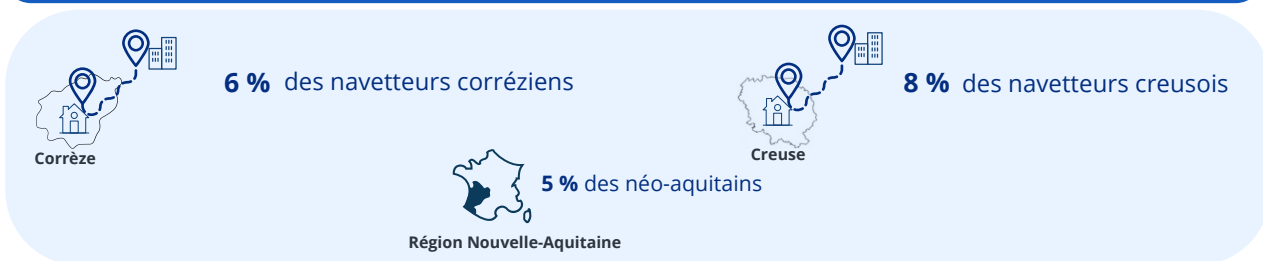 6 % des navetteurs corréziens
Corrèze
8 % des navetteurs creusois
Creuse
5 % des néo-aquitains
Région Nouvelle-Aquitaine